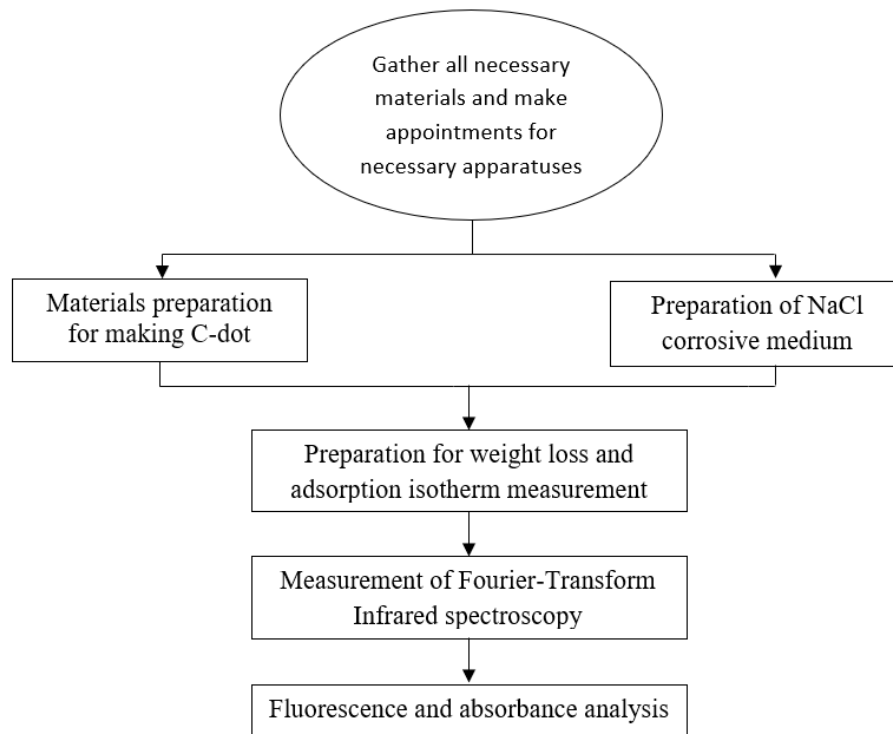 Gather all necessary
materials and make
appointments for
necessary apparatuses
Materials preparation
for making C-dot
Preparation of NaCl
corrosive medium
Preparation for weight loss and
adsorption isotherm measurement
Measurement of Fourier-Transform
Infrared spectroscopy
Fluorescence and absorbance analysis